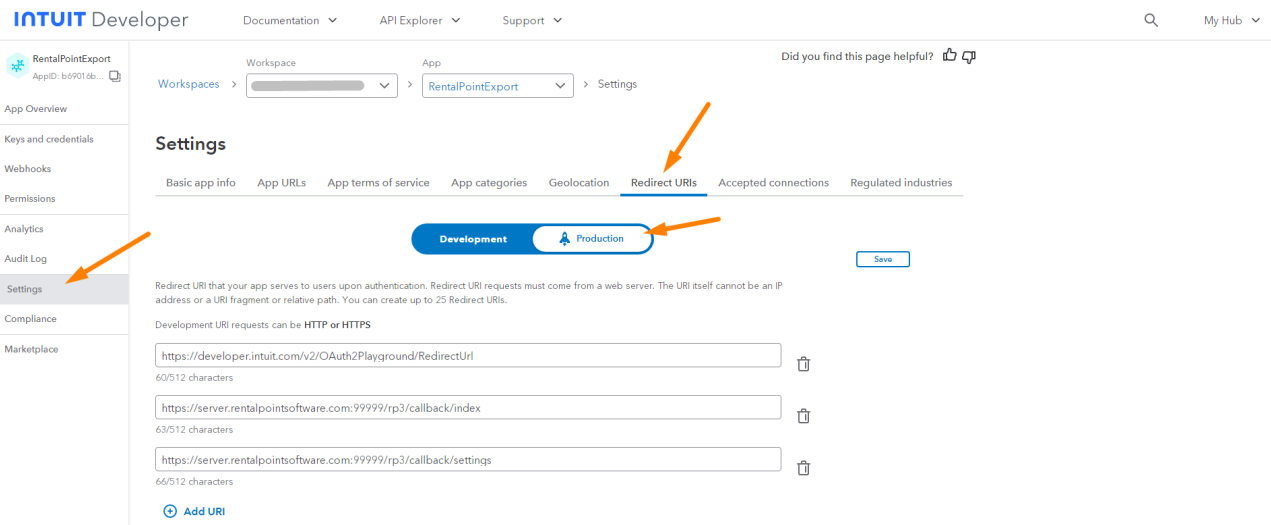 INTUIT Developer
Documentation
API Explorer
Support
My Hub
RentalPointExport
AppID: b69016b...
App Overview
Keys and credentials
Webhooks
Permissions
Analytics
Audit Log
Settings
Compliance
Marketplace
Did you find this page helpful?
Workspace
App
Workspaces
RentalPointExport
Settings
Settings
Basic app info
App URLs
App terms of service
App categories
Geolocation
Redirect URIs
Accepted connections
Regulated industries
Development
Production
Save
Redirect URI that your app serves to users upon authentication. Redirect URI requests must come from a web server. The URI itself cannot be an IP
address or a URI fragment or relative path. You can create up to 25 Redirect URIs.
Development URI requests can be HTTP or HTTPS
https://developer.intuit.com/v2/OAuth2Playground/RedirectUrl
60/512 characters
https://server.rentalpointsoftware.com:99999/rp3/callback/index
63/512 characters
https://server.rentalpointsoftware.com:99999/rp3/callback/settings
66/512 characters
Add URI